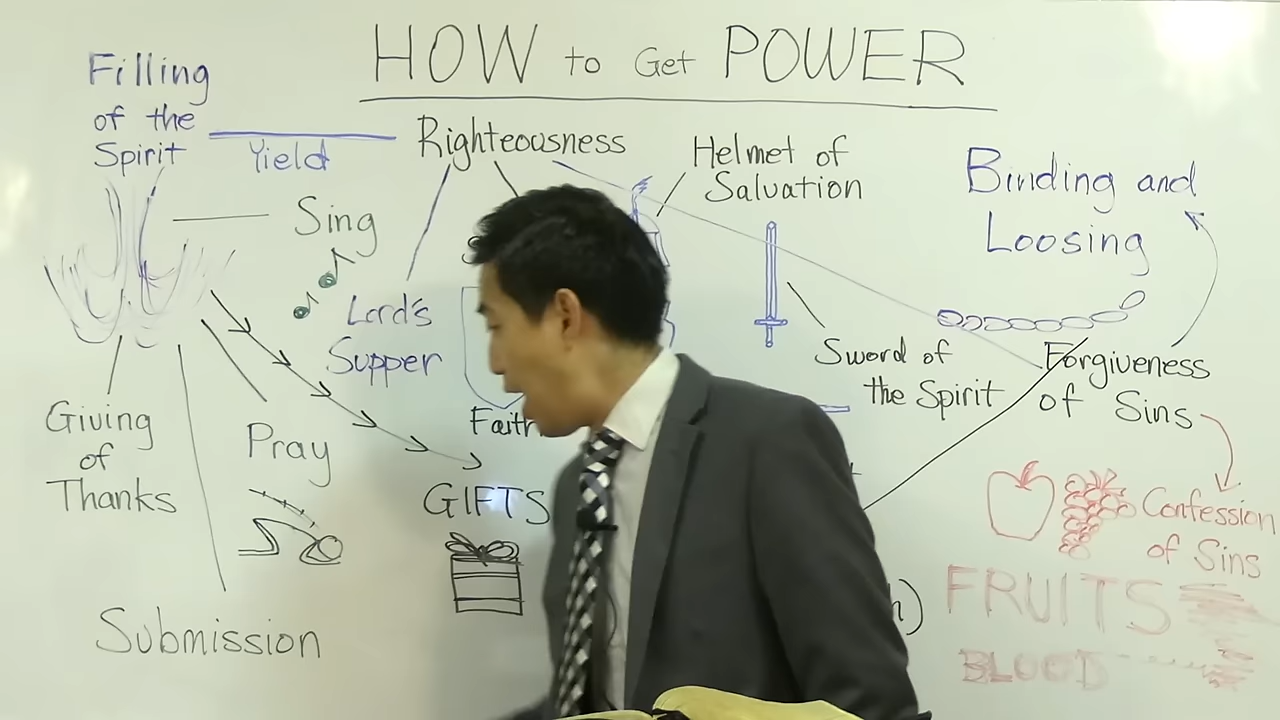 HOW to Get POWER
Filling
of the
Spirit
Yield
Righteousness
Helmet of
Salvation
Binding and
Loosing
Sing
Lord's
Supper
Sword of
the Spirit
Forgiveness
of Sins
Faith
Giving
of
Thanks
Pray
GIFTS
Confession
of Sins
FRUITS
BLOOD
Submission